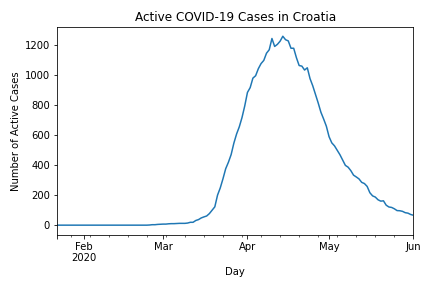 Active COVID-19 Cases in Croatia
Number of Active Cases
1200
1000
800
600
400
200
0
Feb Mar Apr May Jun
2020
Day